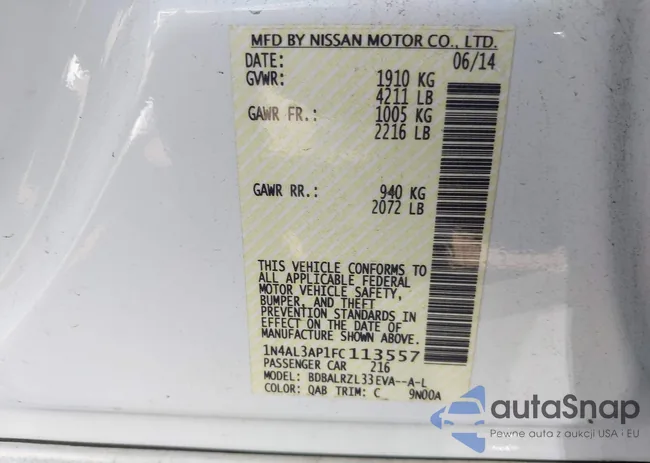 MFD BY NISSAN MOTOR CO., LTD.
DATE: 06/14
GVWR: 1910 KG
4211 LB
GAWR FR.: 1005 KG
2216 LB
GAWR RR.: 940 KG
2072 LB
THIS VEHICLE CONFORMS TO
ALL APPLICABLE FEDERAL
MOTOR VEHICLE SAFETY,
BUMPER, AND THEFT
PREVENTION STANDARDS IN
EFFECT ON THE DATE OF
MANUFACTURE SHOWN ABOVE.
1N4AL3AP1FC113557
PASSENGER CAR 216
MODEL: BDBALRZL33EVA--A-L
COLOR: QAB TRIM: C_ 9N00A
autaSnap
Pewne auta z aukcji USA • EU